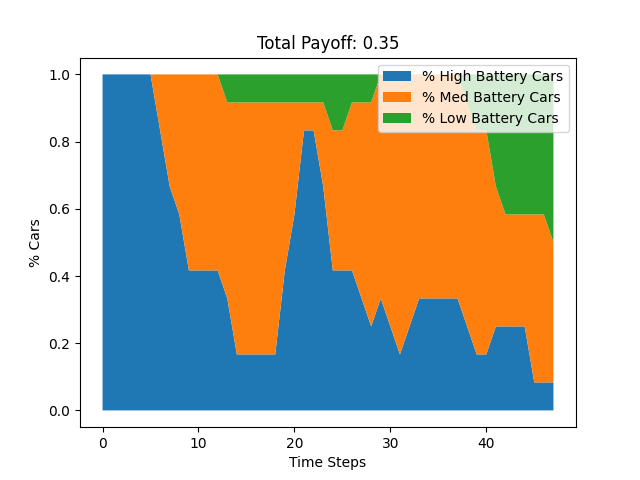 Total Payoff: 0.35
% High Battery Cars
% Med Battery Cars
% Low Battery Cars
1.0
0.8
0.6
0.4
0.2
0.0
% Cars
0 10 20 30 40
Time Steps